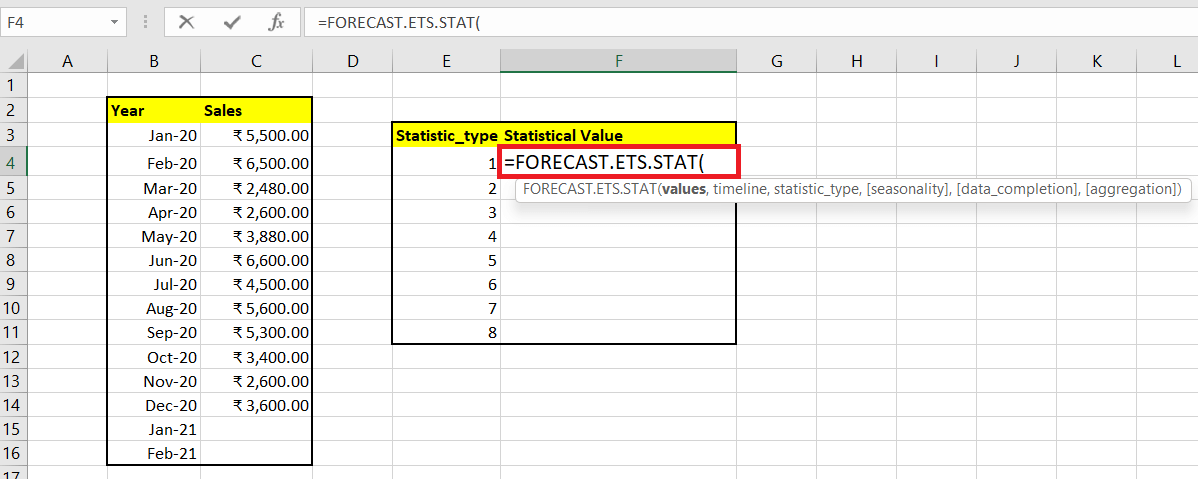 F4 =FORECAST.ETS.STAT(
A B C D E F G H I J K L
1
2 Year Sales
3 Jan-20 ₹ 5,500.00 Statistic_type Statistical Value
4 Feb-20 ₹ 6,500.00 1 =FORECAST.ETS.STAT(
5 Mar-20 ₹ 2,480.00 2 FORECAST.ETS.STAT(values, timeline, statistic_type, [seasonality], [data_completion], [aggregation])
6 Apr-20 ₹ 2,600.00 3
7 May-20 ₹ 3,880.00 4
8 Jun-20 ₹ 6,600.00 5
9 Jul-20 ₹ 4,500.00 6
10 Aug-20 ₹ 5,600.00 7
11 Sep-20 ₹ 5,300.00 8
12 Oct-20 ₹ 3,400.00
13 Nov-20 ₹ 2,600.00
14 Dec-20 ₹ 3,600.00
15 Jan-21
16 Feb-21
17